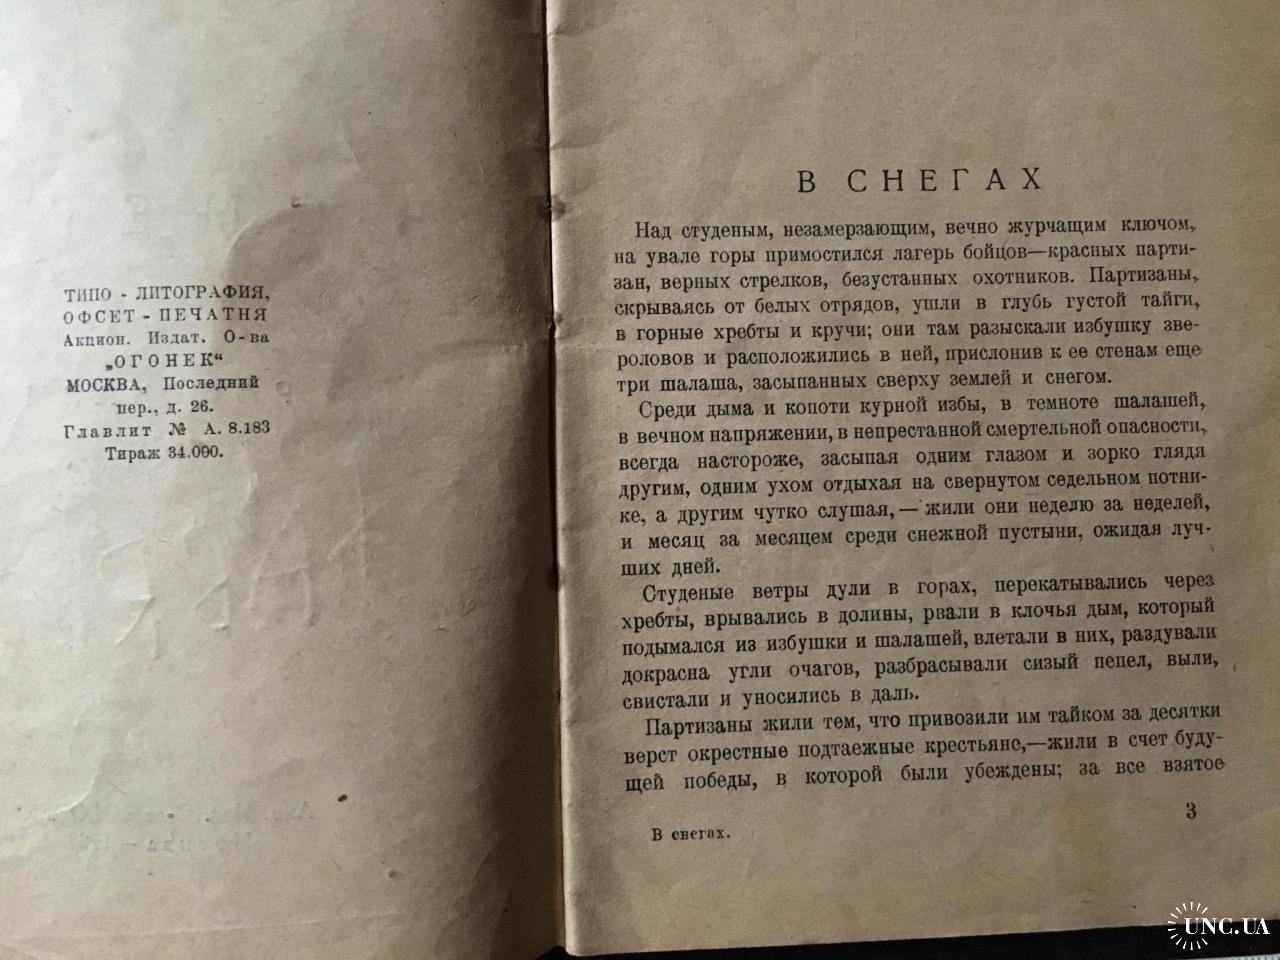 ТИПО - ЛИТОГРАФИЯ,
ОФСЕТ - ПЕЧАТНЯ
Акцион. Издат. О-ва
„ОГОНЕК“
МОСКВА, Последний
пер., д. 26.
Главлит № А. 8.183
Тираж 34.000.
В СНЕГАХ
Над студеным, незамерзающим, вечно журчащим ключом,
на увале горы примостился лагерь бойцов—красных парти-
зан, верных стрелков, безустанных охотников. Партизаны,
скрываясь от белых отрядов, ушли в глубь густой тайги,
в горные хребты и кручи; они там разыскали избушку зве-
роловов и расположились в ней, прислонив к ее стенам еще
три шалаша, засыпанных сверху землей и снегом.
Среди дыма и копоти курной избы, в темноте шалашей,
в вечном напряжении, в непрестанной смертельной опасности,
всегда настороже, засыпая одним глазом и зорко глядя
другим, одним ухом отдыхая на свернутом седельном потни-
ке, а другим чутко слушая,— жили они неделю за неделей,
и месяц за месяцем среди снежной пустыни, ожидая луч-
ших дней.
Студеные ветры дули в горах, перекатывались через
хребты, врывались в долины, рвали в клочья дым, который
подымался из избушки и шалашей, влетали в них, раздували
докрасна угли очагов, разбрасывали сизый пепел, выли,
свистали и уносились в даль.
Партизаны жили тем, что привозили им тайком за десятки
верст окрестные подтаежные крестьяне,—жили в счет буду-
щей победы, в которой были убеждены; за все взятое
3
В снегах.
UNC.UA